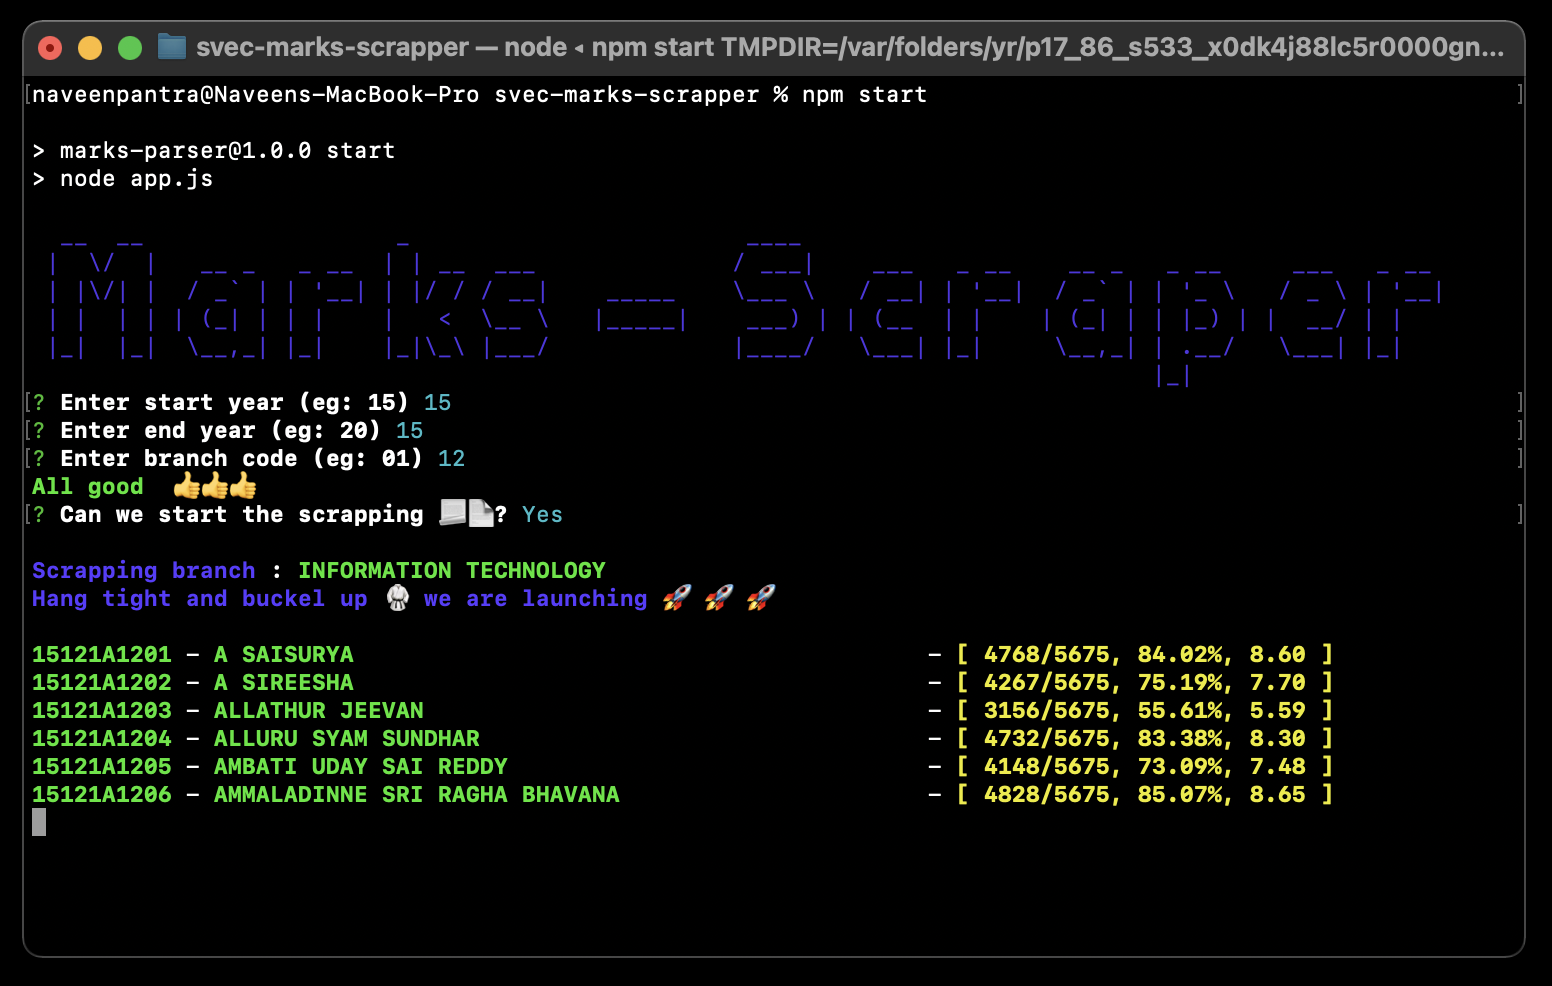 svec-marks-scrapper — node ◂ npm start TMPDIR=/var/folders/yr/p17_86_s533_x0dk4j88lc5r0000gn...
naveenpantra@Naveens-MacBook-Pro svec-marks-scrapper % npm start
> marks-parser@1.0.0 start
> node app.js
Marks - Scraper
? Enter start year (eg: 15) 15
? Enter end year (eg: 20) 15
? Enter branch code (eg: 01) 12
All good 👍👍👍
? Can we start the scrapping ? Yes
Scrapping branch : INFORMATION TECHNOLOGY
Hang tight and buckel up 🥋 we are launching 🚀 🚀 🚀
15121A1201 - A SAISURYA - [ 4768/5675, 84.02%, 8.60 ]
15121A1202 - A SIREESHA - [ 4267/5675, 75.19%, 7.70 ]
15121A1203 - ALLATHUR JEEVAN - [ 3156/5675, 55.61%, 5.59 ]
15121A1204 - ALLURU SYAM SUNDHAR - [ 4732/5675, 83.38%, 8.30 ]
15121A1205 - AMBATI UDAY SAI REDDY - [ 4148/5675, 73.09%, 7.48 ]
15121A1206 - AMMALADINNE SRI RAGHA BHAVANA - [ 4828/5675, 85.07%, 8.65 ]